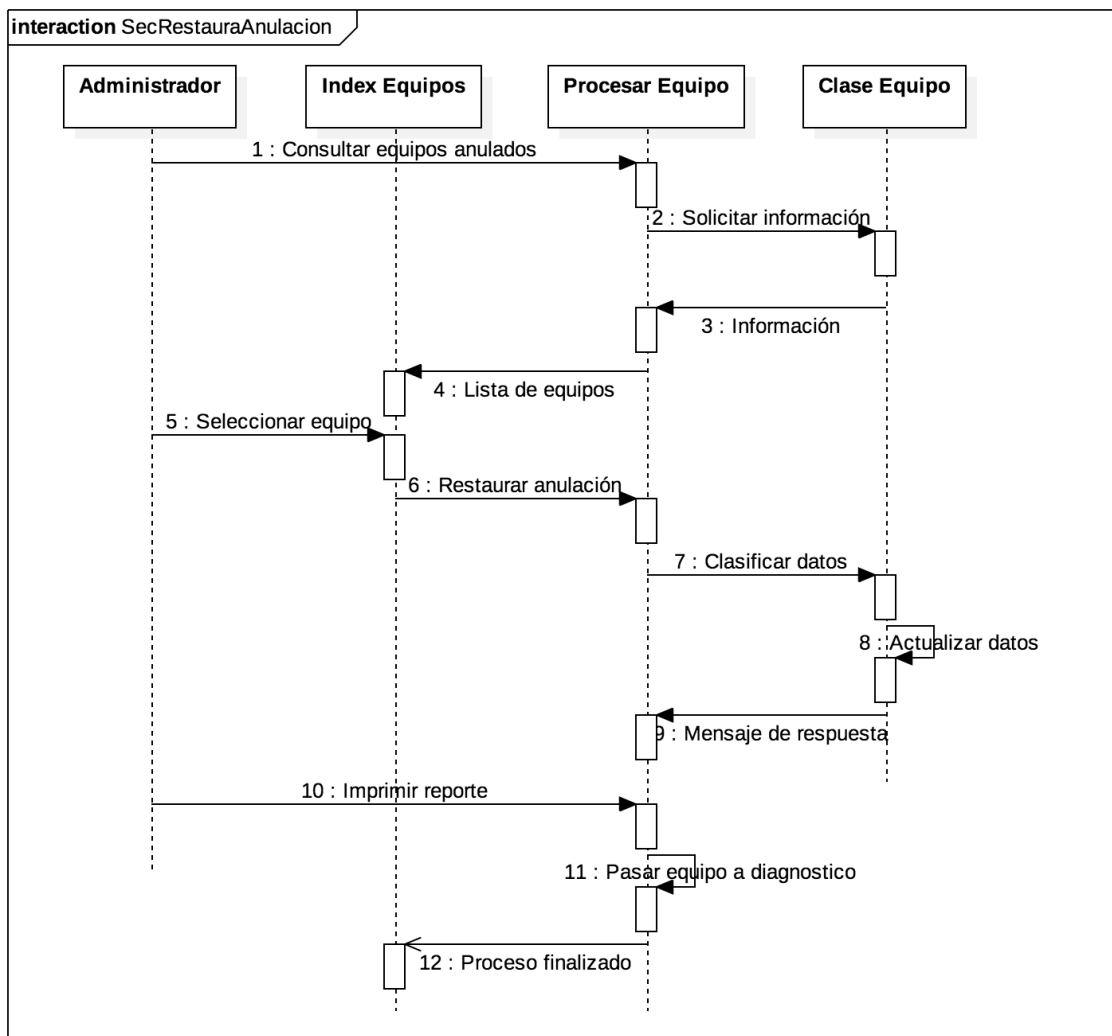 interaction SecRestauraAnulacion
Administrador
Index Equipos
Procesar Equipo
Clase Equipo
1 : Consultar equipos anulados
2 : Solicitar información
3 : Información
4 : Lista de equipos
5 : Seleccionar equipo
6 : Restaurar anulación
7 : Clasificar datos
8 : Actualizar datos
9 : Mensaje de respuesta
10 : Imprimir reporte
11 : Pasar equipo a diagnostico
12 : Proceso finalizado